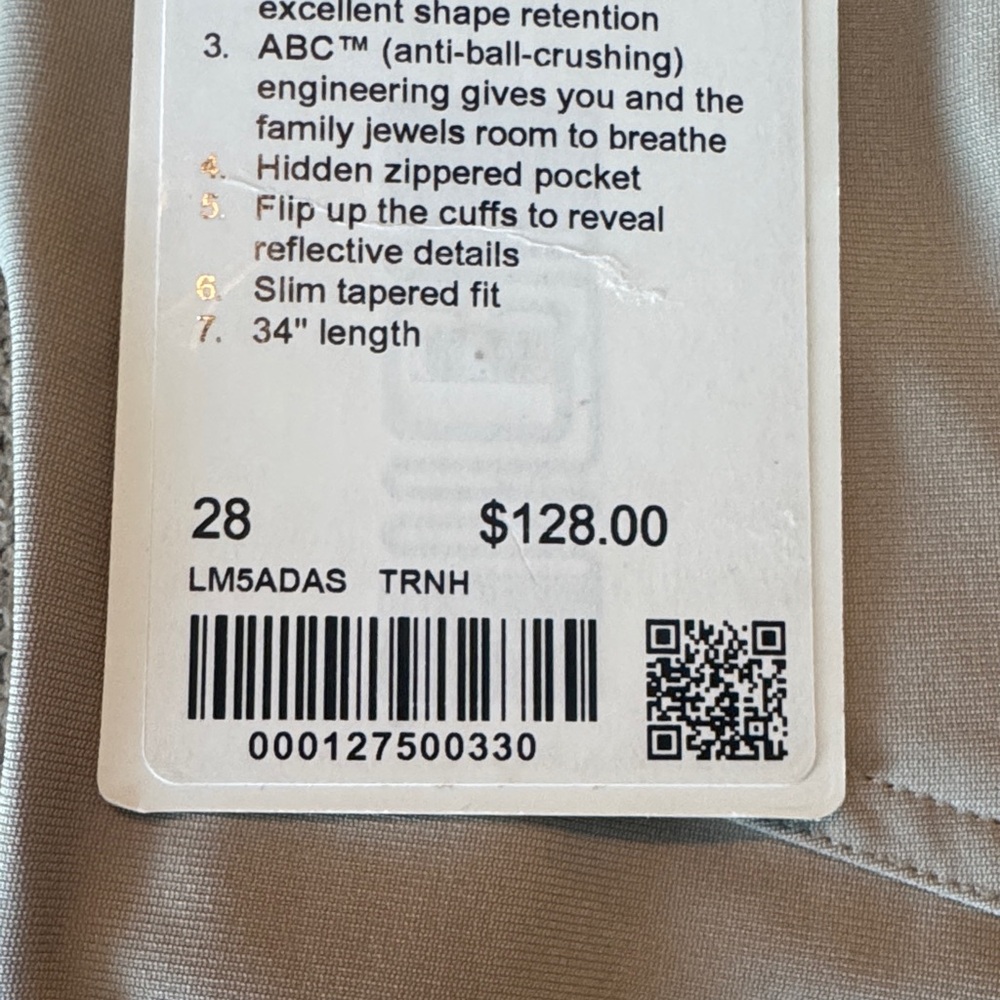 excellent shape retention
3. ABC™ (anti-ball-crushing)
engineering gives you and the
family jewels room to breathe
4. Hidden zippered pocket
5. Flip up the cuffs to reveal
reflective details
6. Slim tapered fit
7. 34" length
28 $128.00
LM5ADAS TRNH
000127500330